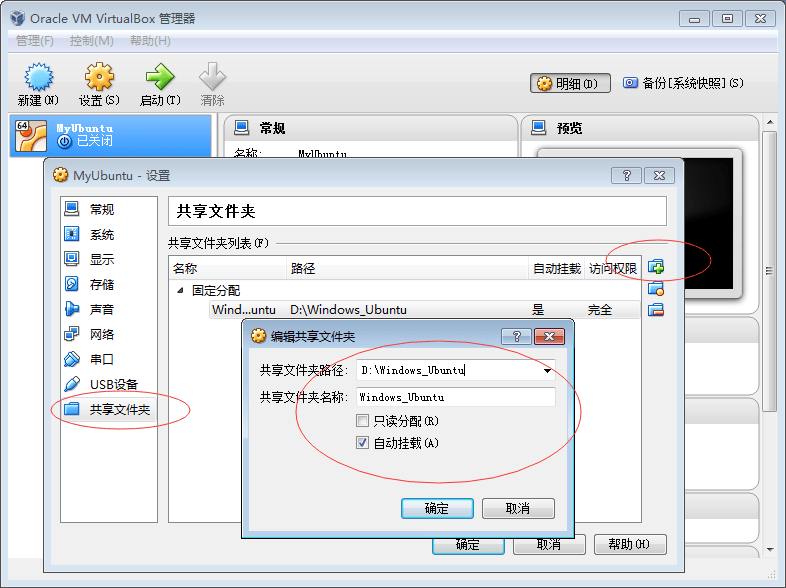 Oracle VM VirtualBox 管理器
管理(F) 控制(M) 帮助(H)
新建(N) 设置(S) 启动(T) 清除 明细(D) 备份[系统快照](S)
64 MyUbuntu
已关闭
常规
预览
名称: MyUbuntu
MyUbuntu - 设置
常规
系统
显示
存储
声音
网络
串口
USB设备
共享文件夹
共享文件夹
共享文件夹列表(F)
名称 路径 自动挂载 访问权限
固定分配
Wind...untu D:\Windows_Ubuntu 是 完全
编辑共享文件夹
共享文件夹路径: D:\Windows_Ubuntu
共享文件夹名称: Windows_Ubuntu
只读分配(R)
自动挂载(A)
确定 取消
确定 取消 帮助(H)